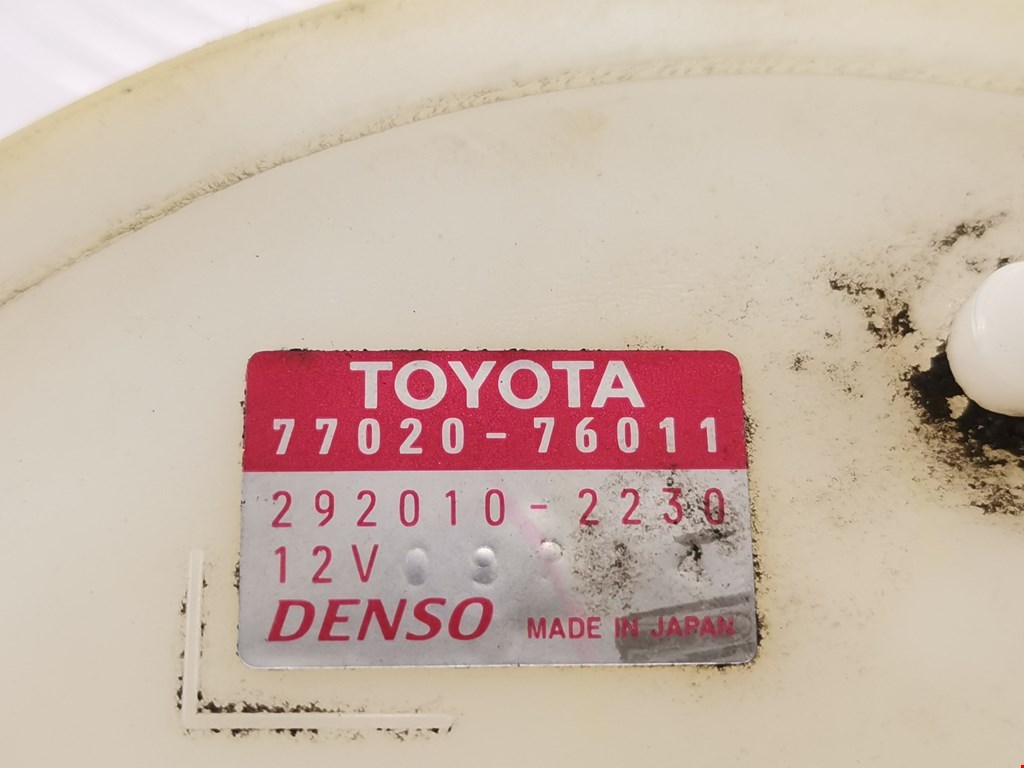 TOYOTA
77020-76011
292010-2230
12V
DENSO MADE IN JAPAN